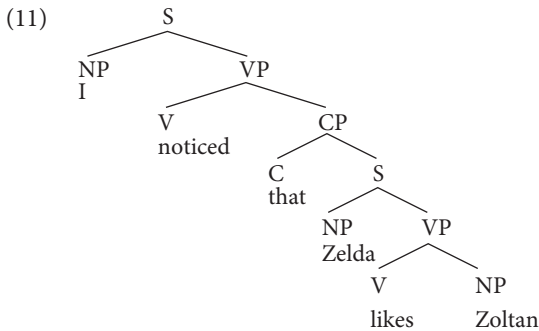 (11) S
NP VP
I
V CP
noticed
C S
that
NP VP
Zelda
V NP
likes Zoltan